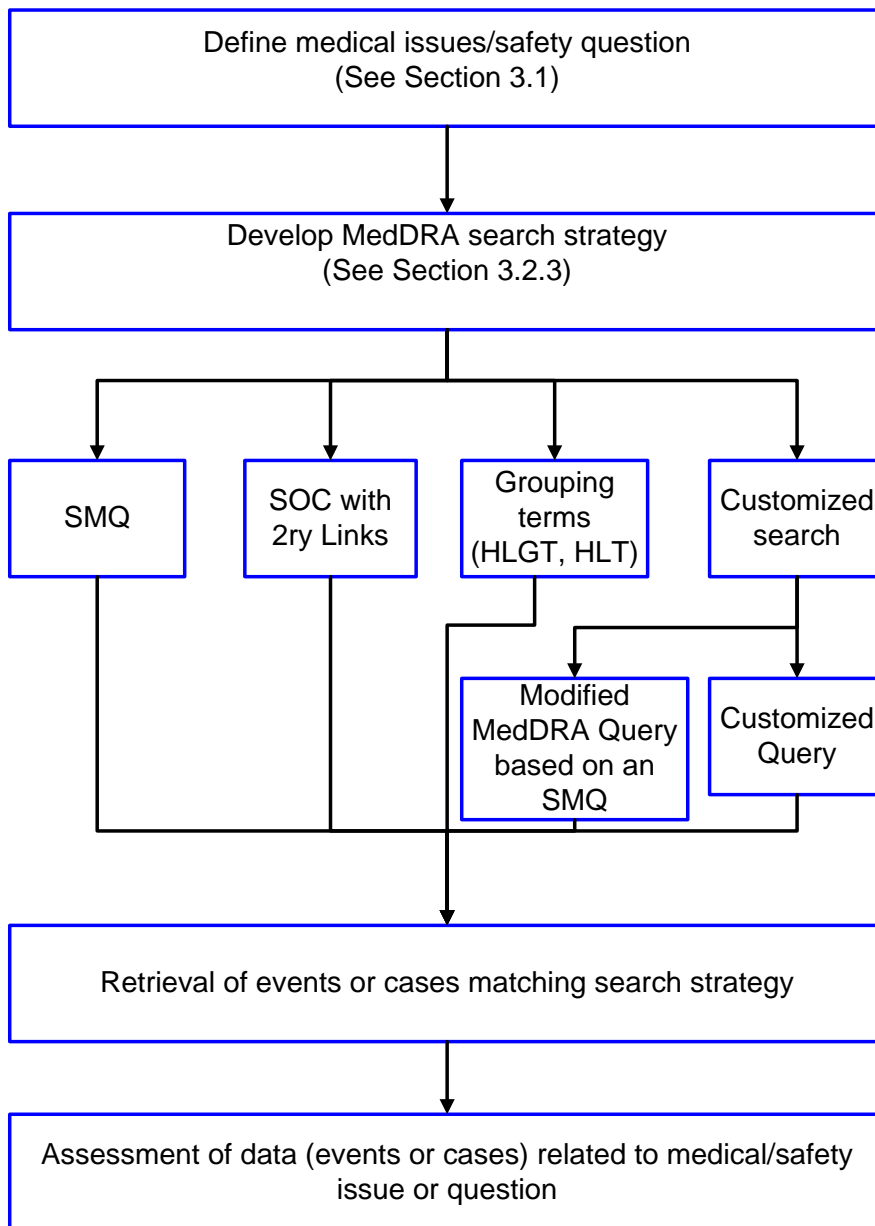 Define medical issues/safety question
(See Section 3.1)
Develop MedDRA search strategy
(See Section 3.2.3)
SMQ
SOC with
2ry Links
Grouping
terms
(HLGT, HLT)
Customized
search
Modified
MedDRA Query
based on an
SMQ
Customized
Query
Retrieval of events or cases matching search strategy
Assessment of data (events or cases) related to medical/safety
issue or question